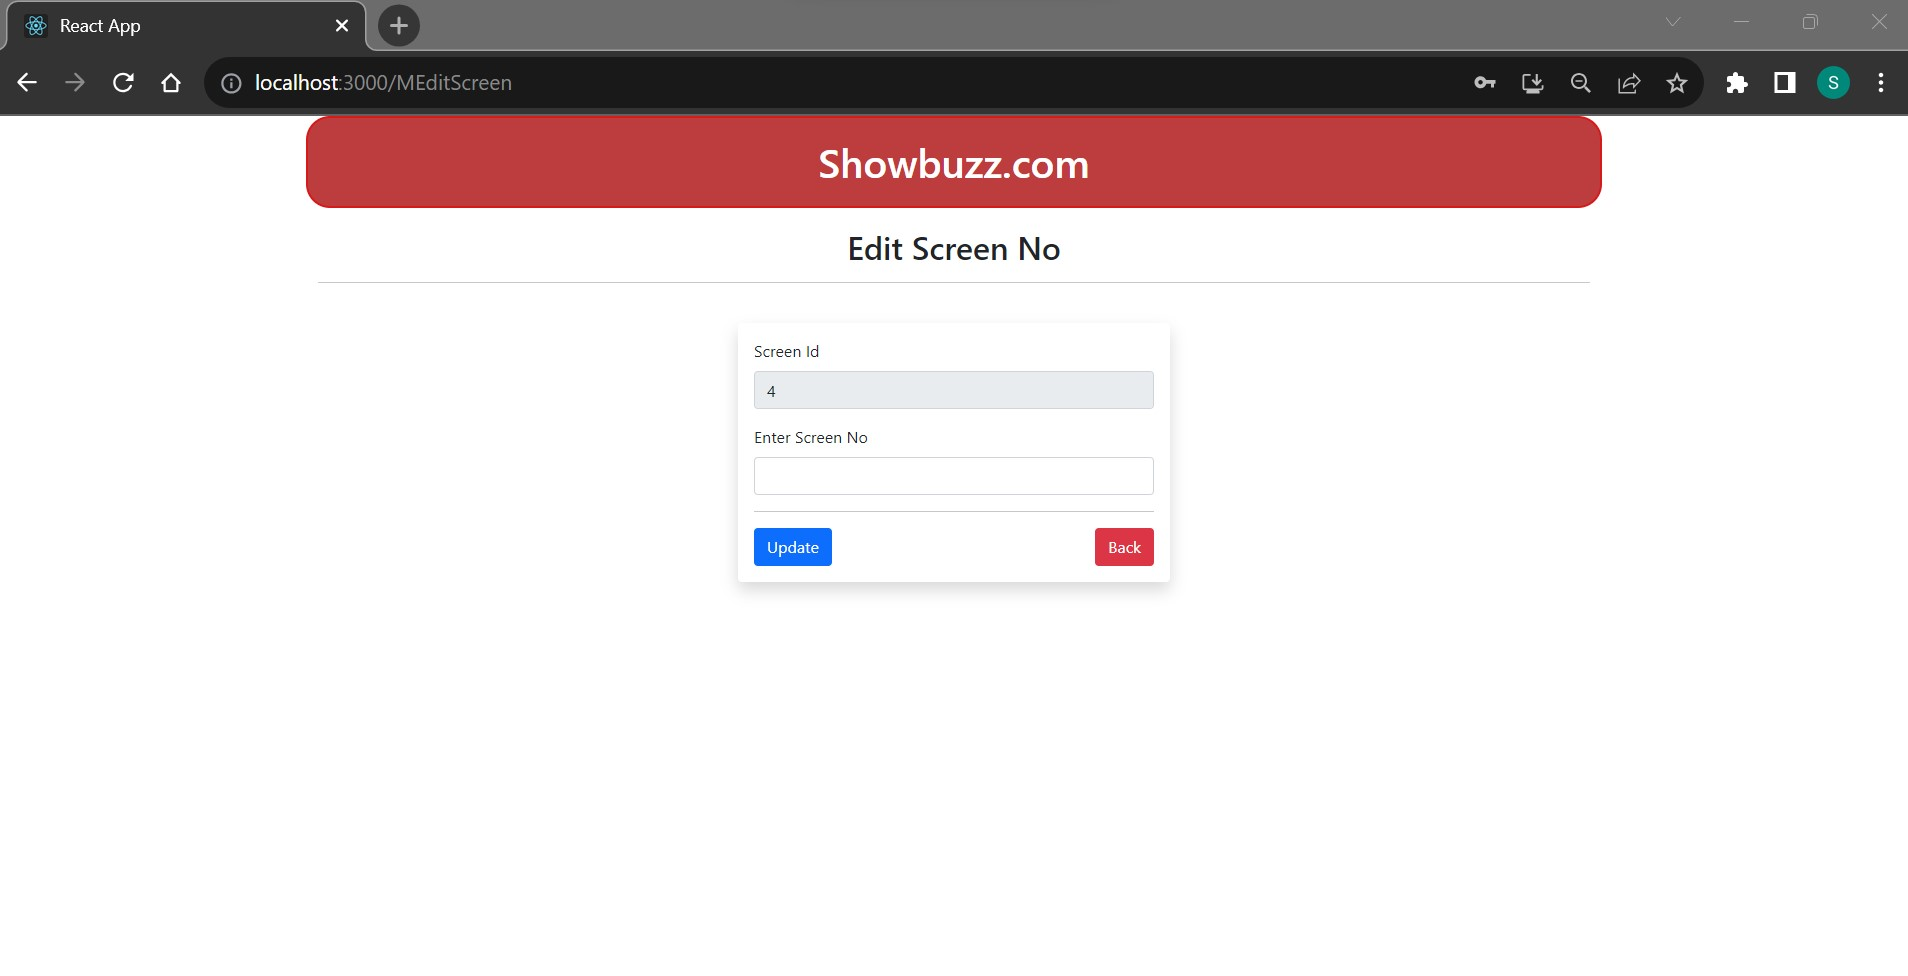 React App
localhost:3000/MEditScreen
S
Showbuzz.com
Edit Screen No
Screen Id
4
Enter Screen No
Update Back